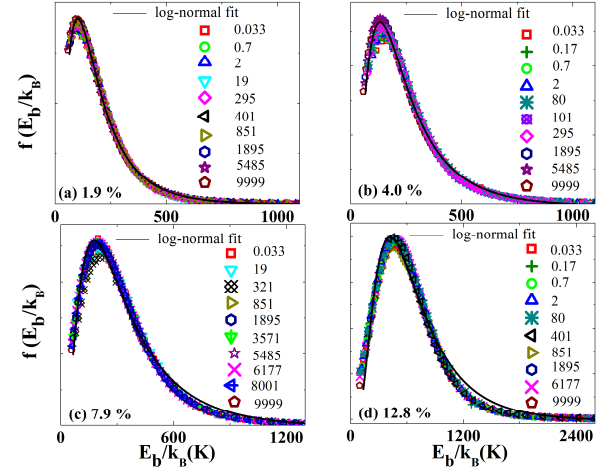 log-normal fit
0.033
0.7
2
19
295
401
851
1895
5485
9999
f (E_b/k_B)
(a) 1.9 %
0 500 1000
log-normal fit
0.033
0.17
0.7
2
80
101
295
1895
5485
9999
(b) 4.0 %
0 500 1000
log-normal fit
0.033
19
321
851
1895
3571
5485
6177
8001
9999
f (E_b/k_B)
(c) 7.9 %
0 600 1200
E_b/k_B(K)
log-normal fit
0.033
0.17
0.7
2
80
401
851
1895
6177
9999
(d) 12.8 %
0 1200 2400
E_b/k_B(K)